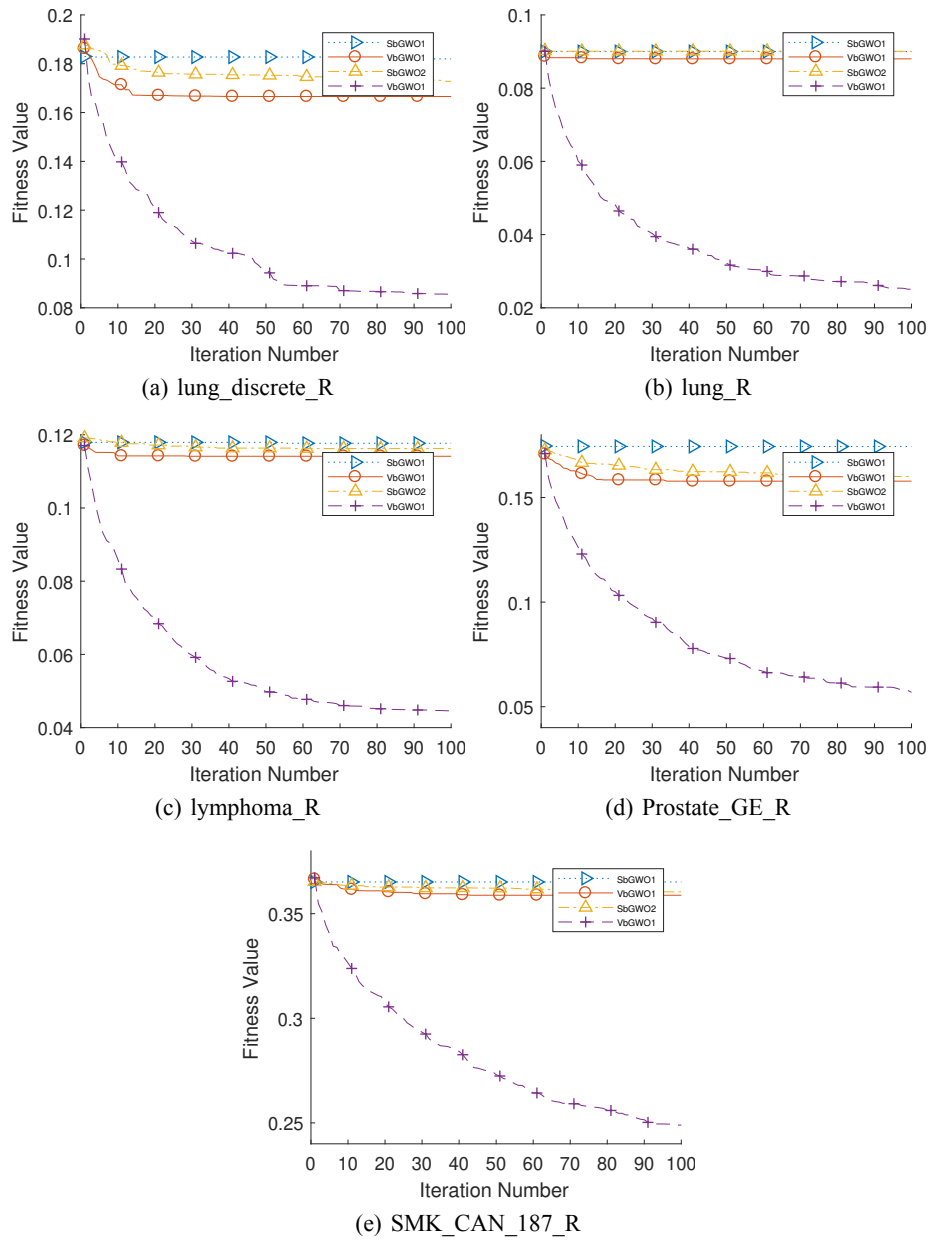 0.2
0.18
0.16
0.14
0.12
0.1
0.08
Fitness Value
SbGWO1
VbGWO1
SbGWO2
VbGWO1
0 10 20 30 40 50 60 70 80 90 100
Iteration Number
(a) lung_discrete_R
0.1
0.08
0.06
0.04
0.02
Fitness Value
SbGWO1
VbGWO1
SbGWO2
VbGWO1
0 10 20 30 40 50 60 70 80 90 100
Iteration Number
(b) lung_R
0.12
0.1
0.08
0.06
0.04
Fitness Value
SbGWO1
VbGWO1
SbGWO2
VbGWO1
0 10 20 30 40 50 60 70 80 90 100
Iteration Number
(c) lymphoma_R
0.15
0.1
0.05
Fitness Value
SbGWO1
VbGWO1
SbGWO2
VbGWO1
0 10 20 30 40 50 60 70 80 90 100
Iteration Number
(d) Prostate_GE_R
0.35
0.3
0.25
Fitness Value
SbGWO1
VbGWO1
SbGWO2
VbGWO1
0 10 20 30 40 50 60 70 80 90 100
Iteration Number
(e) SMK_CAN_187_R